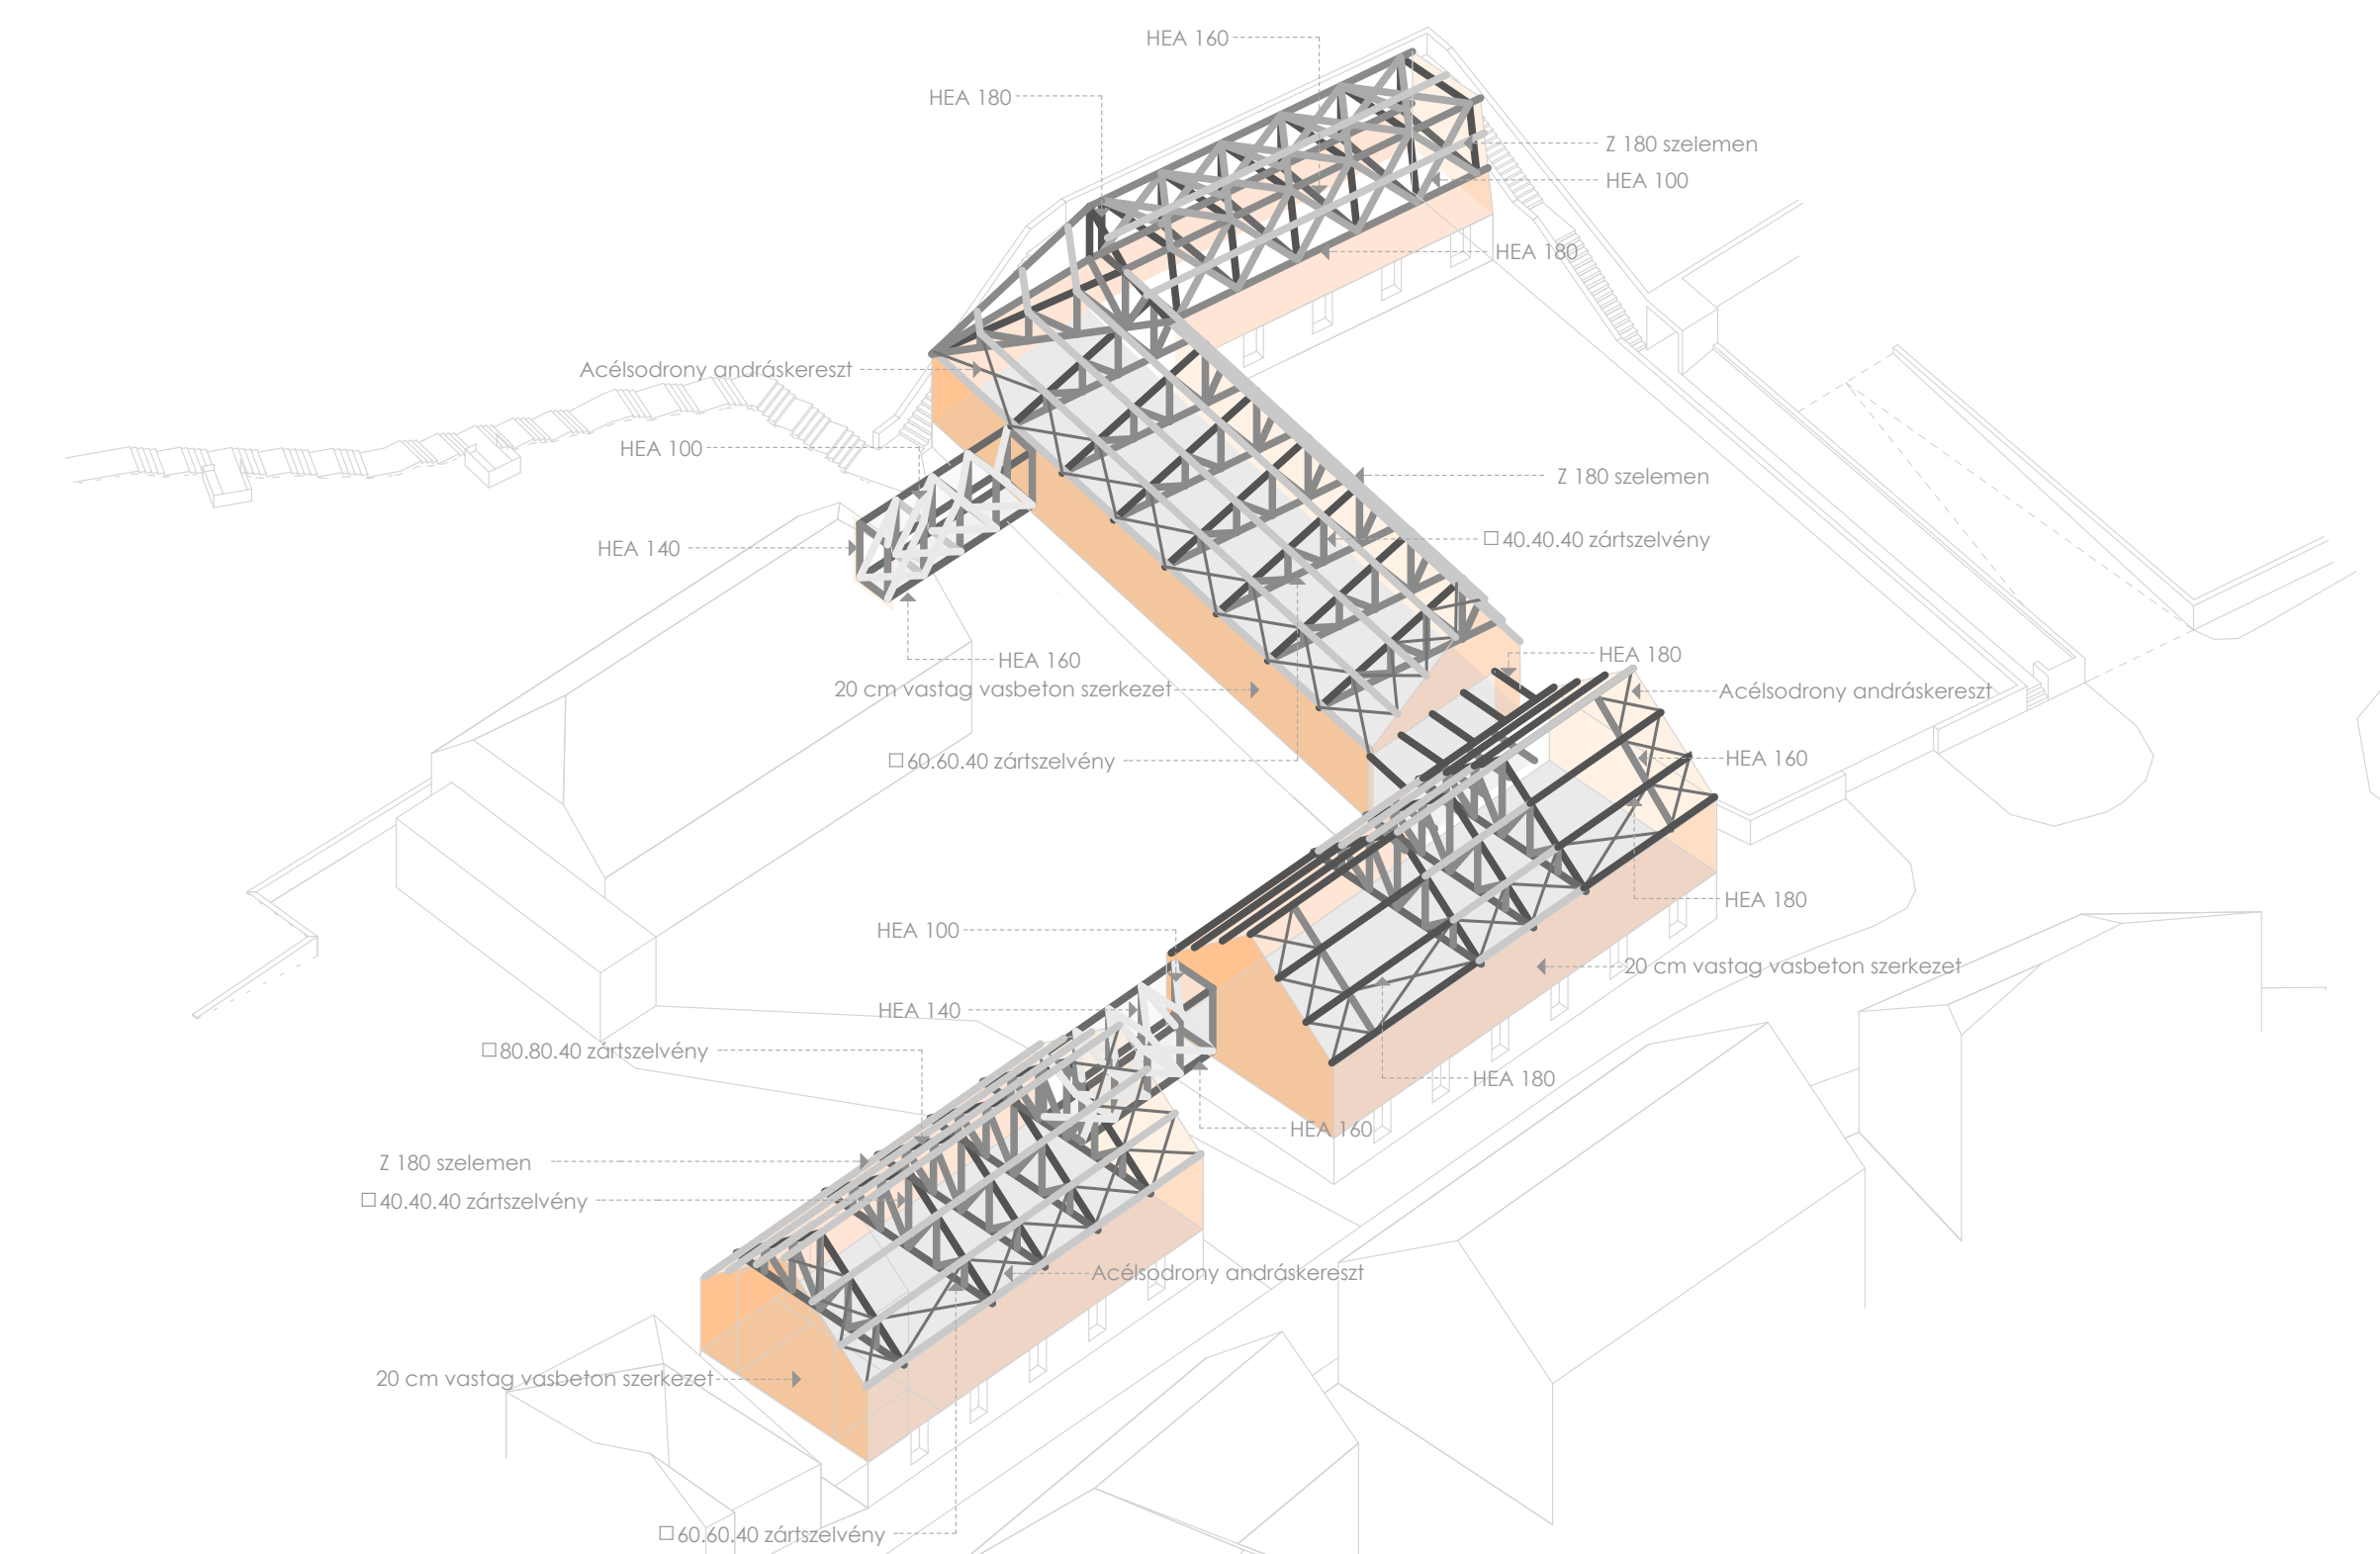 HEA 160
HEA 180
Z 180 szelemen
HEA 100
HEA 180
Acélsodrony andráskereszt
HEA 100
Z 180 szelemen
□40.40.40 zártszelvény
HEA 140
HEA 180
HEA 160
20 cm vastag vasbeton szerkezet
Acélsodrony andráskereszt
□60.60.40 zártszelvény
HEA 160
HEA 180
HEA 100
20 cm vastag vasbeton szerkezet
HEA 140
□80.80.40 zártszelvény
HEA 180
HEA 160
Z 180 szelemen
□40.40.40 zártszelvény
Acélsodrony andráskereszt
20 cm vastag vasbeton szerkezet
□60.60.40 zártszelvény